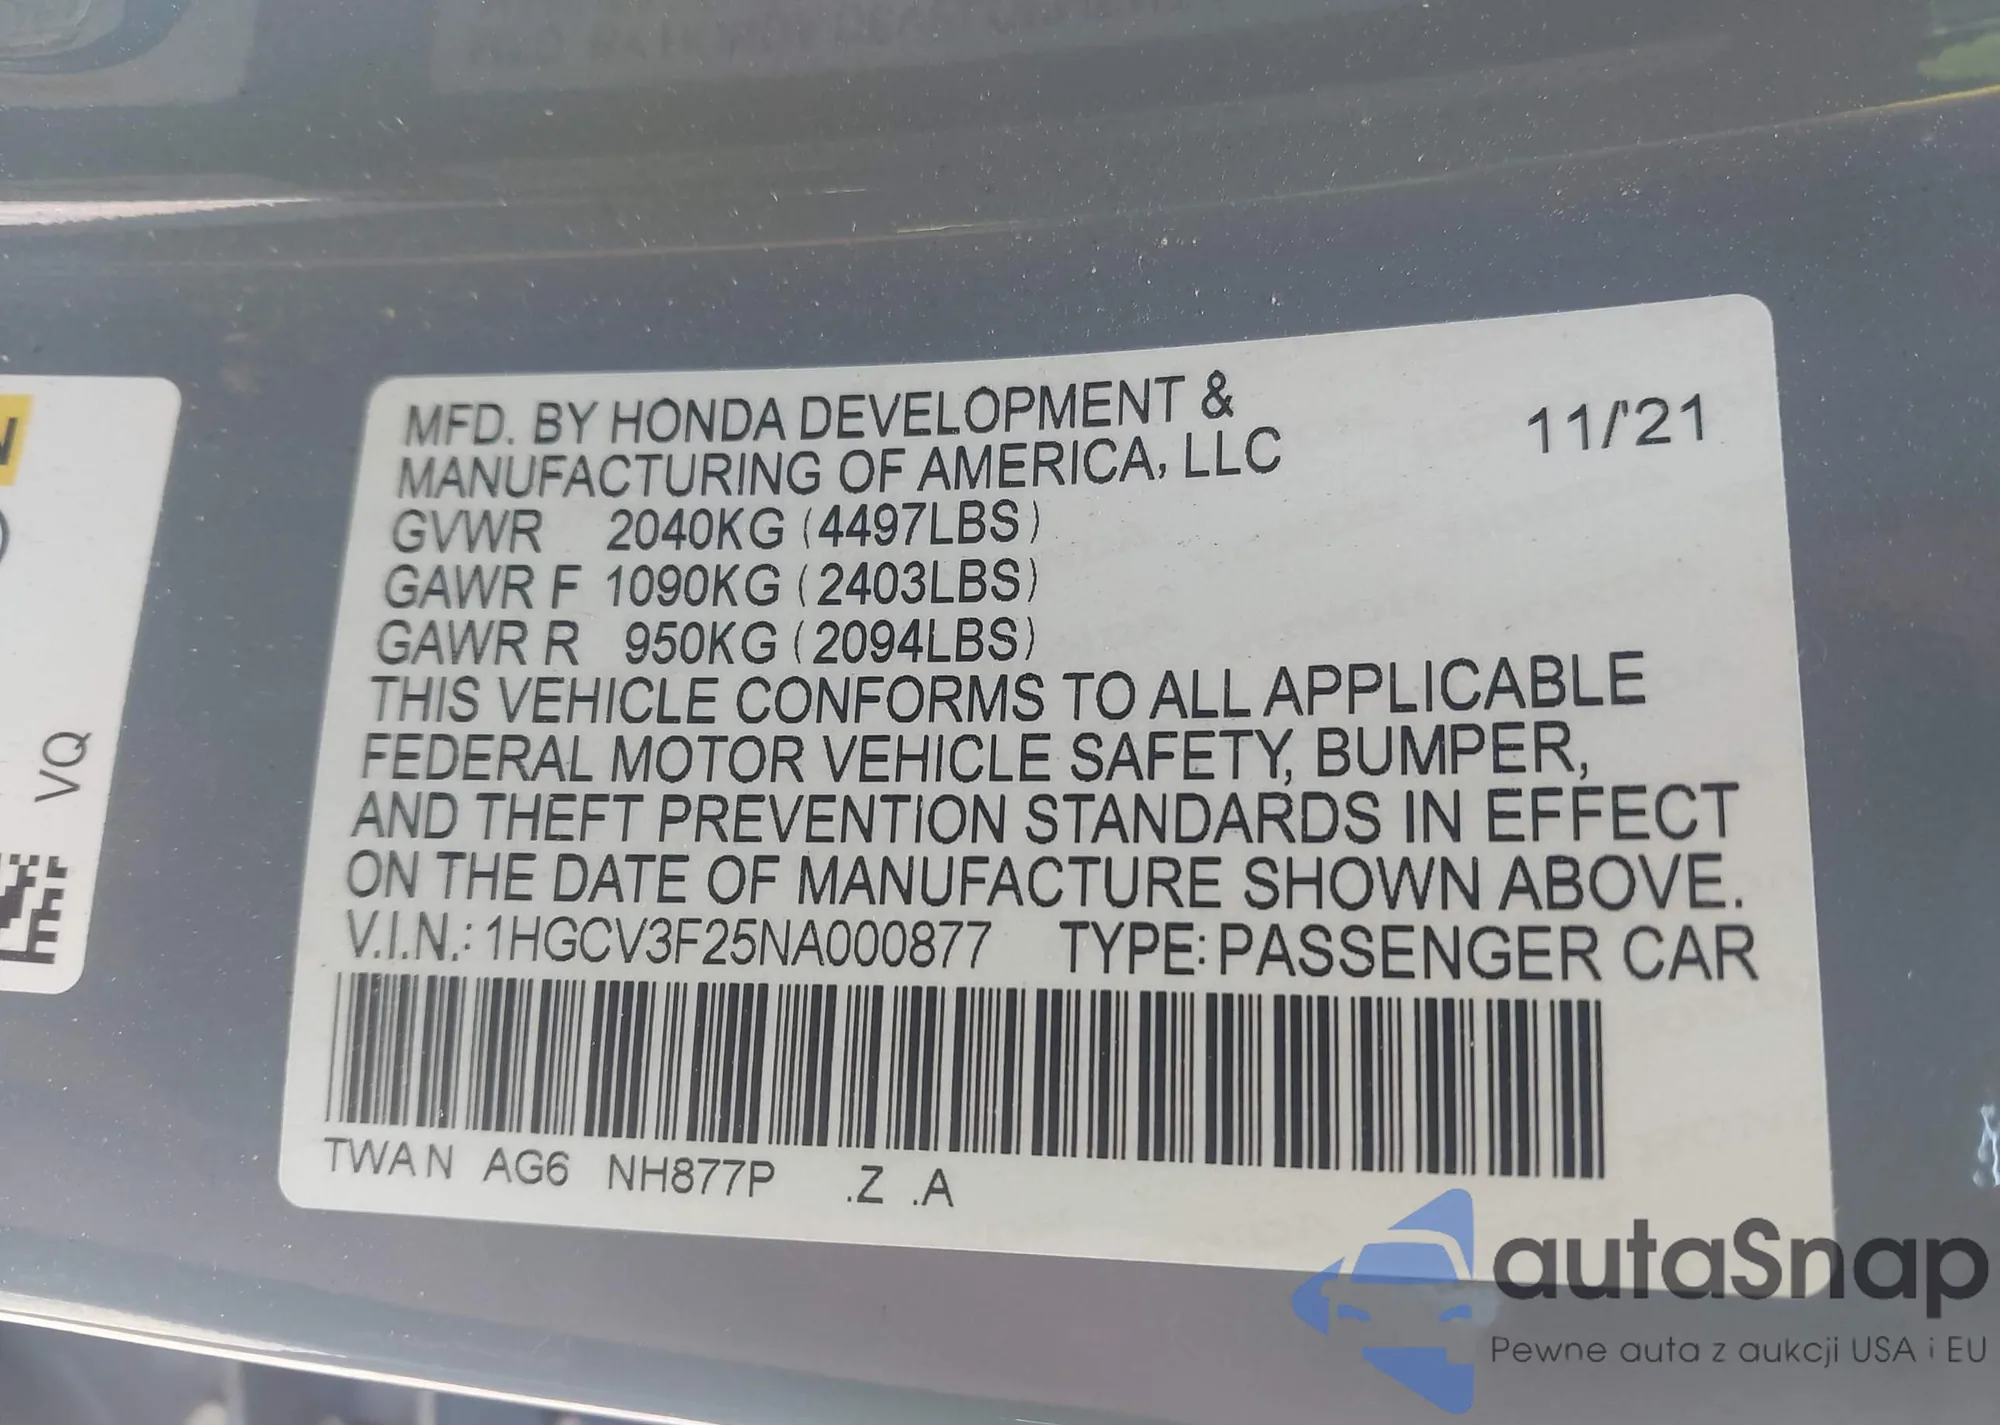 MFD. BY HONDA DEVELOPMENT &
MANUFACTURING OF AMERICA, LLC
11/'21
GVWR 2040KG (4497LBS)
GAWR F 1090KG (2403LBS)
GAWR R 950KG (2094LBS)
THIS VEHICLE CONFORMS TO ALL APPLICABLE
FEDERAL MOTOR VEHICLE SAFETY, BUMPER,
AND THEFT PREVENTION STANDARDS IN EFFECT
ON THE DATE OF MANUFACTURE SHOWN ABOVE.
V.I.N.: 1HGCV3F25NA000877 TYPE: PASSENGER CAR
TWAN AG6 NH877P .Z .A
VQ
autaSnap
Pewne auta z aukcji USA i EU